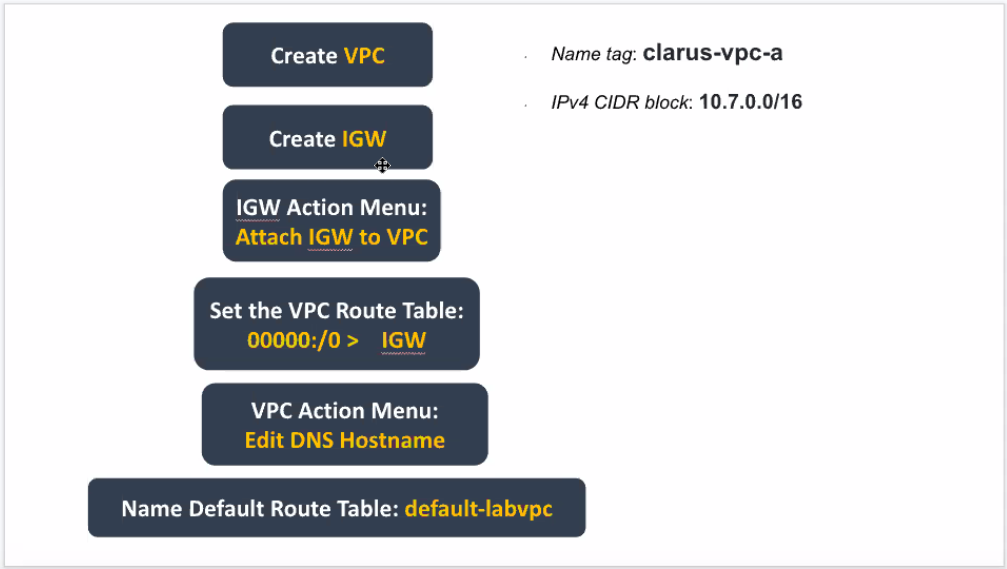 Create VPC
Create IGW
IGW Action Menu:
Attach IGW to VPC
Set the VPC Route Table:
00000:/0 > IGW
VPC Action Menu:
Edit DNS Hostname
Name Default Route Table: default-labvpc
· Name tag: clarus-vpc-a
· IPv4 CIDR block: 10.7.0.0/16